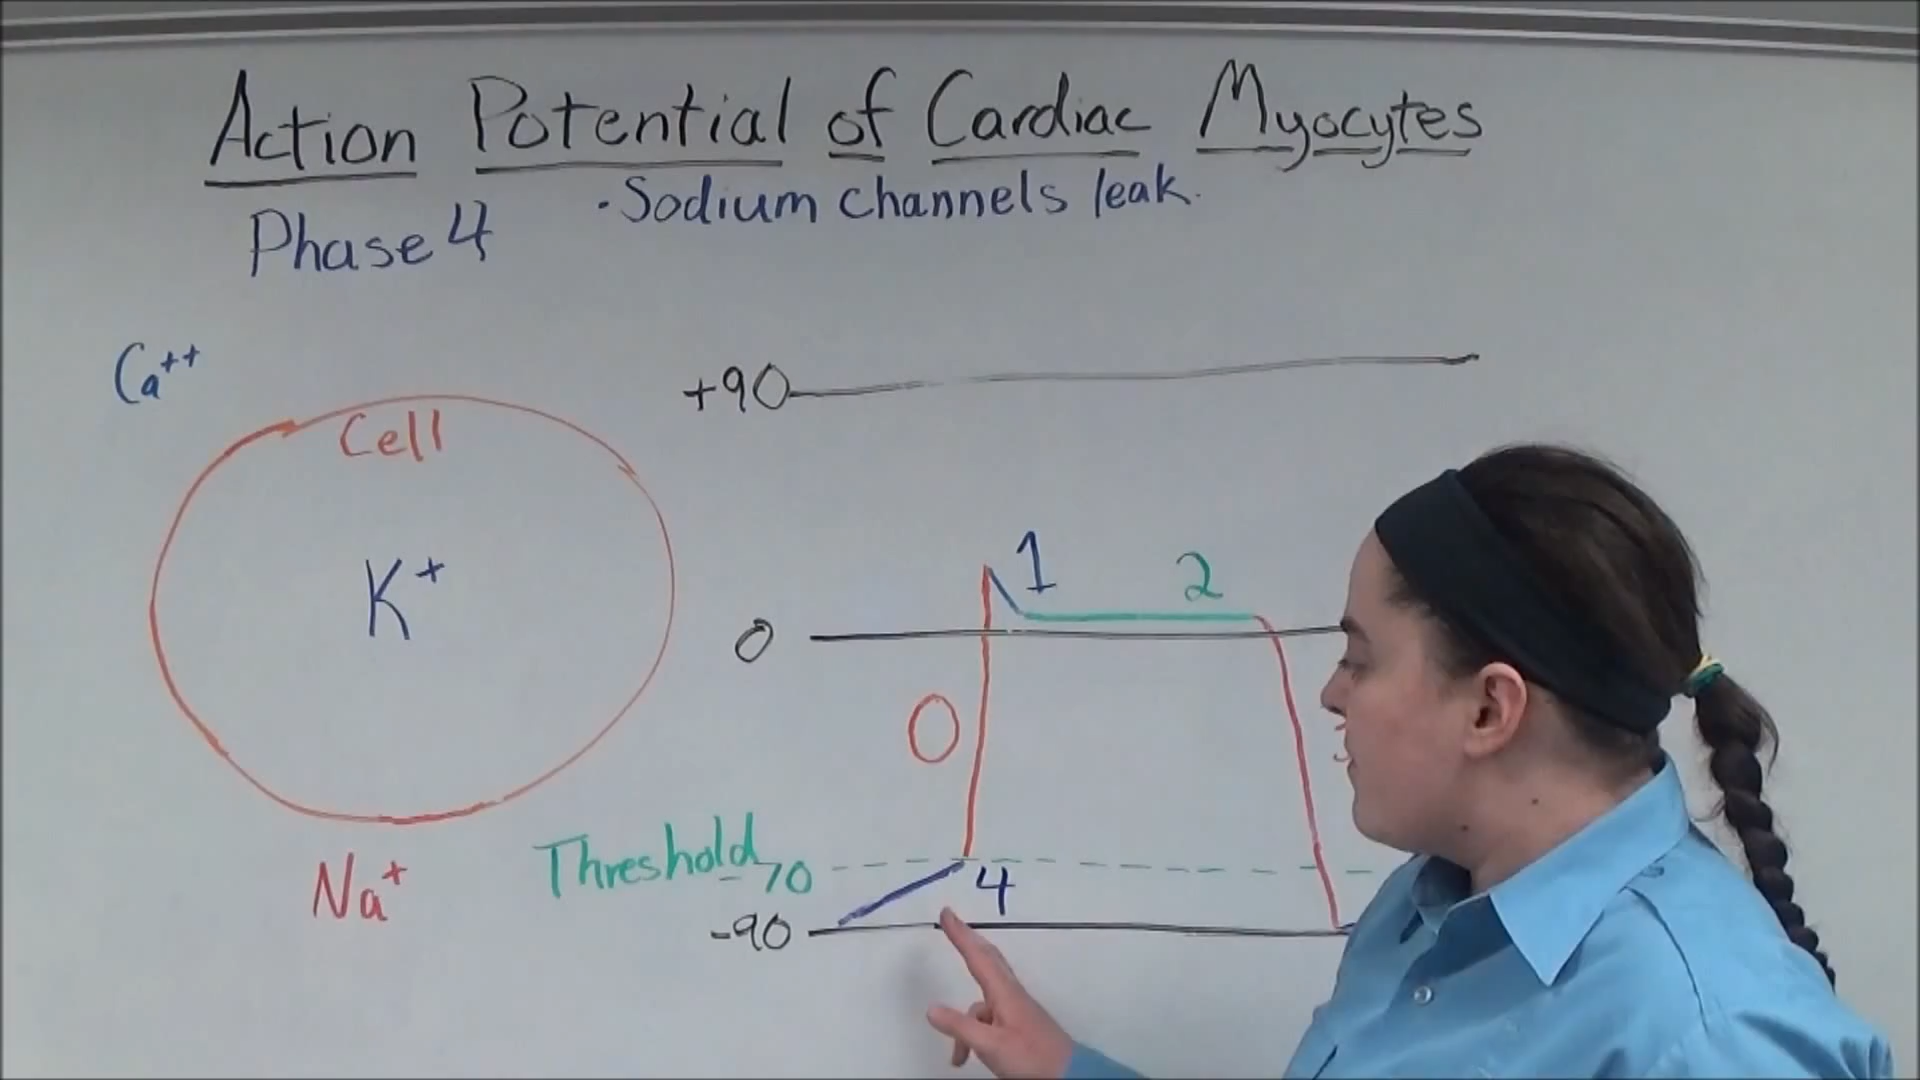 Action Potential of Cardiac Myocytes
Phase 4 • Sodium channels leak.
Ca++
Cell
K+
Na+
+90
1 2
0
0
Threshold -70
4
-90